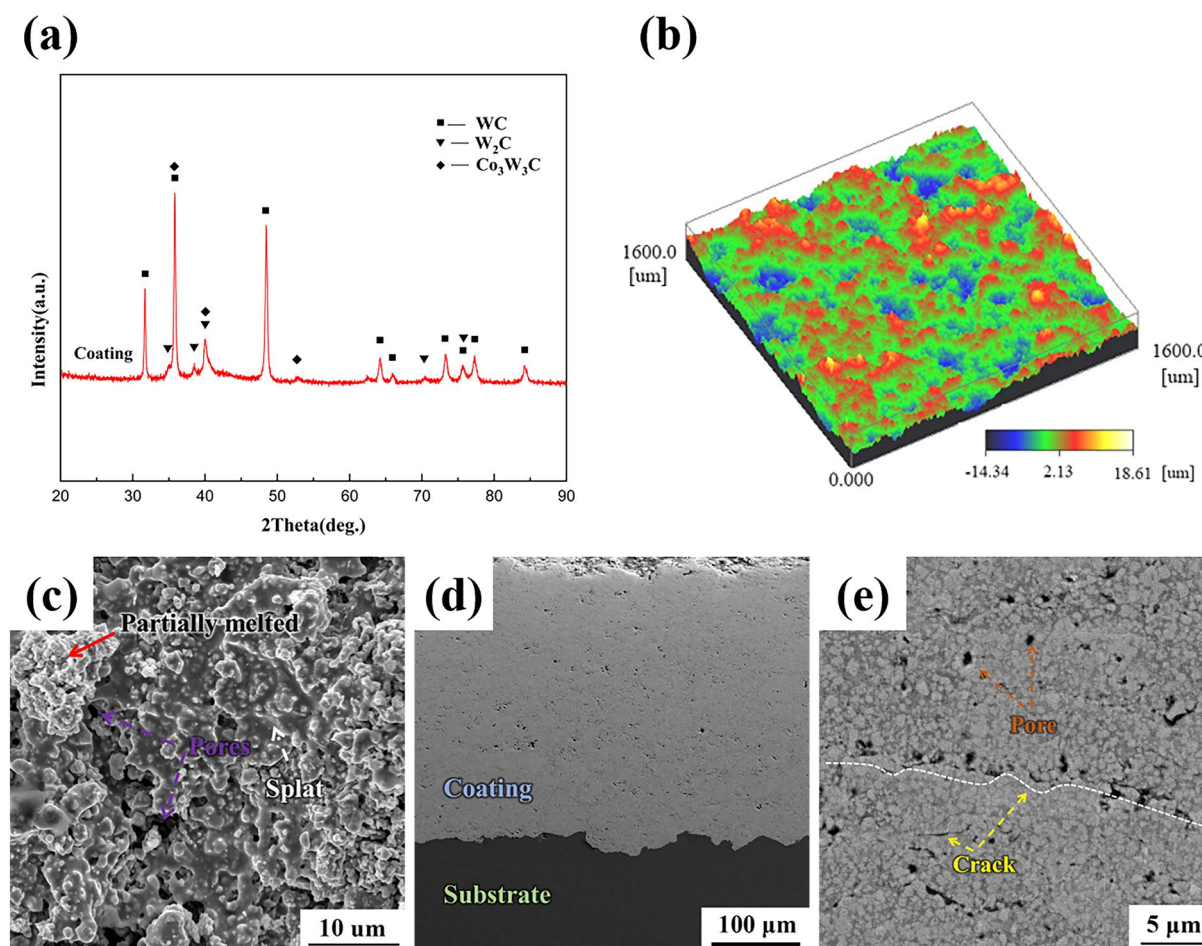 (a)
■— WC
▼— W₂C
◆— Co₃W₃C
Coating
Intensity(a.u.)
20 30 40 50 60 70 80 90
2Theta(deg.)
(b)
1600.0
[um]
1600.0
[um]
0.000
-14.34 2.13 18.61 [um]
(c)
Partially melted
Pores
Splat
10 um
(d)
Coating
Substrate
100 μm
(e)
Pore
Crack
5 μm